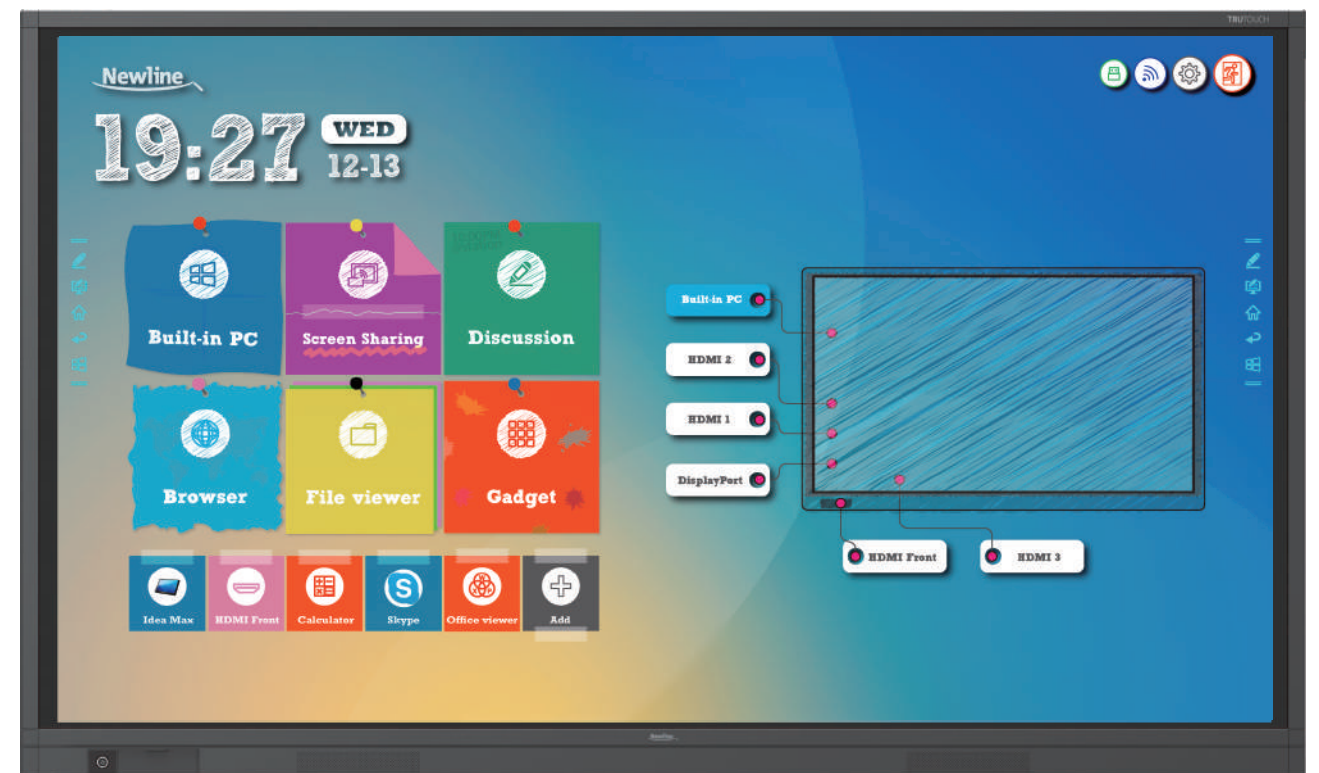 TRUTOUCH
Newline
19:27
WED
12-13
Built-in PC
Screen Sharing
Discussion
Browser
File viewer
Gadget
Idea Max
HDMI Front
Calculator
Skype
Office viewer
Add
Built-in PC
HDMI 2
HDMI 1
DisplayPort
HDMI Front
HDMI 3
Newline